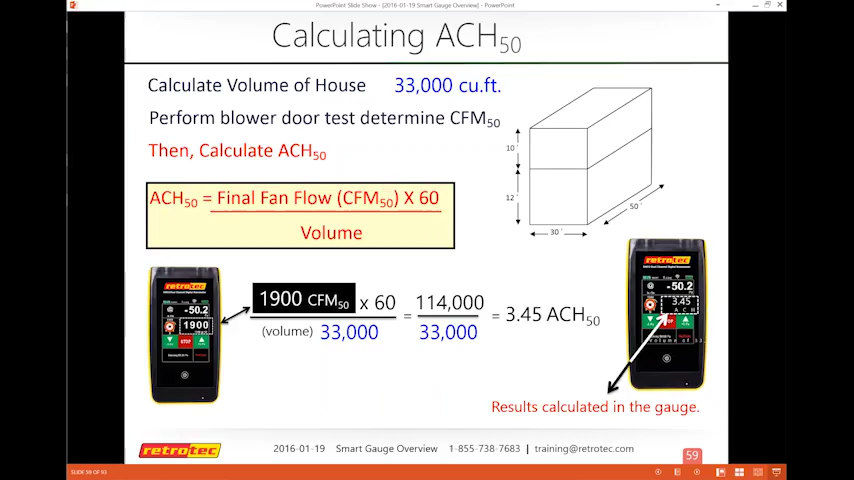 PowerPoint Slide Show - [2016-01-19 Smart Gauge Overview] - PowerPoint
Calculating ACH50
Calculate Volume of House 33,000 cu.ft.
Perform blower door test determine CFM50
Then, Calculate ACH50
10'
12'
30'
50'
ACH50 = Final Fan Flow (CFM50) X 60
Volume
retrotec
-50.2
1900
STOP
1900 CFM50 x 60
(volume) 33,000
= 114,000
33,000
= 3.45 ACH50
retrotec
-50.2
3.45
A C H
Results calculated in the gauge.
retrotec
2016-01-19 Smart Gauge Overview 1-855-738-7683 | training@retrotec.com
59
SLIDE 59 OF 93